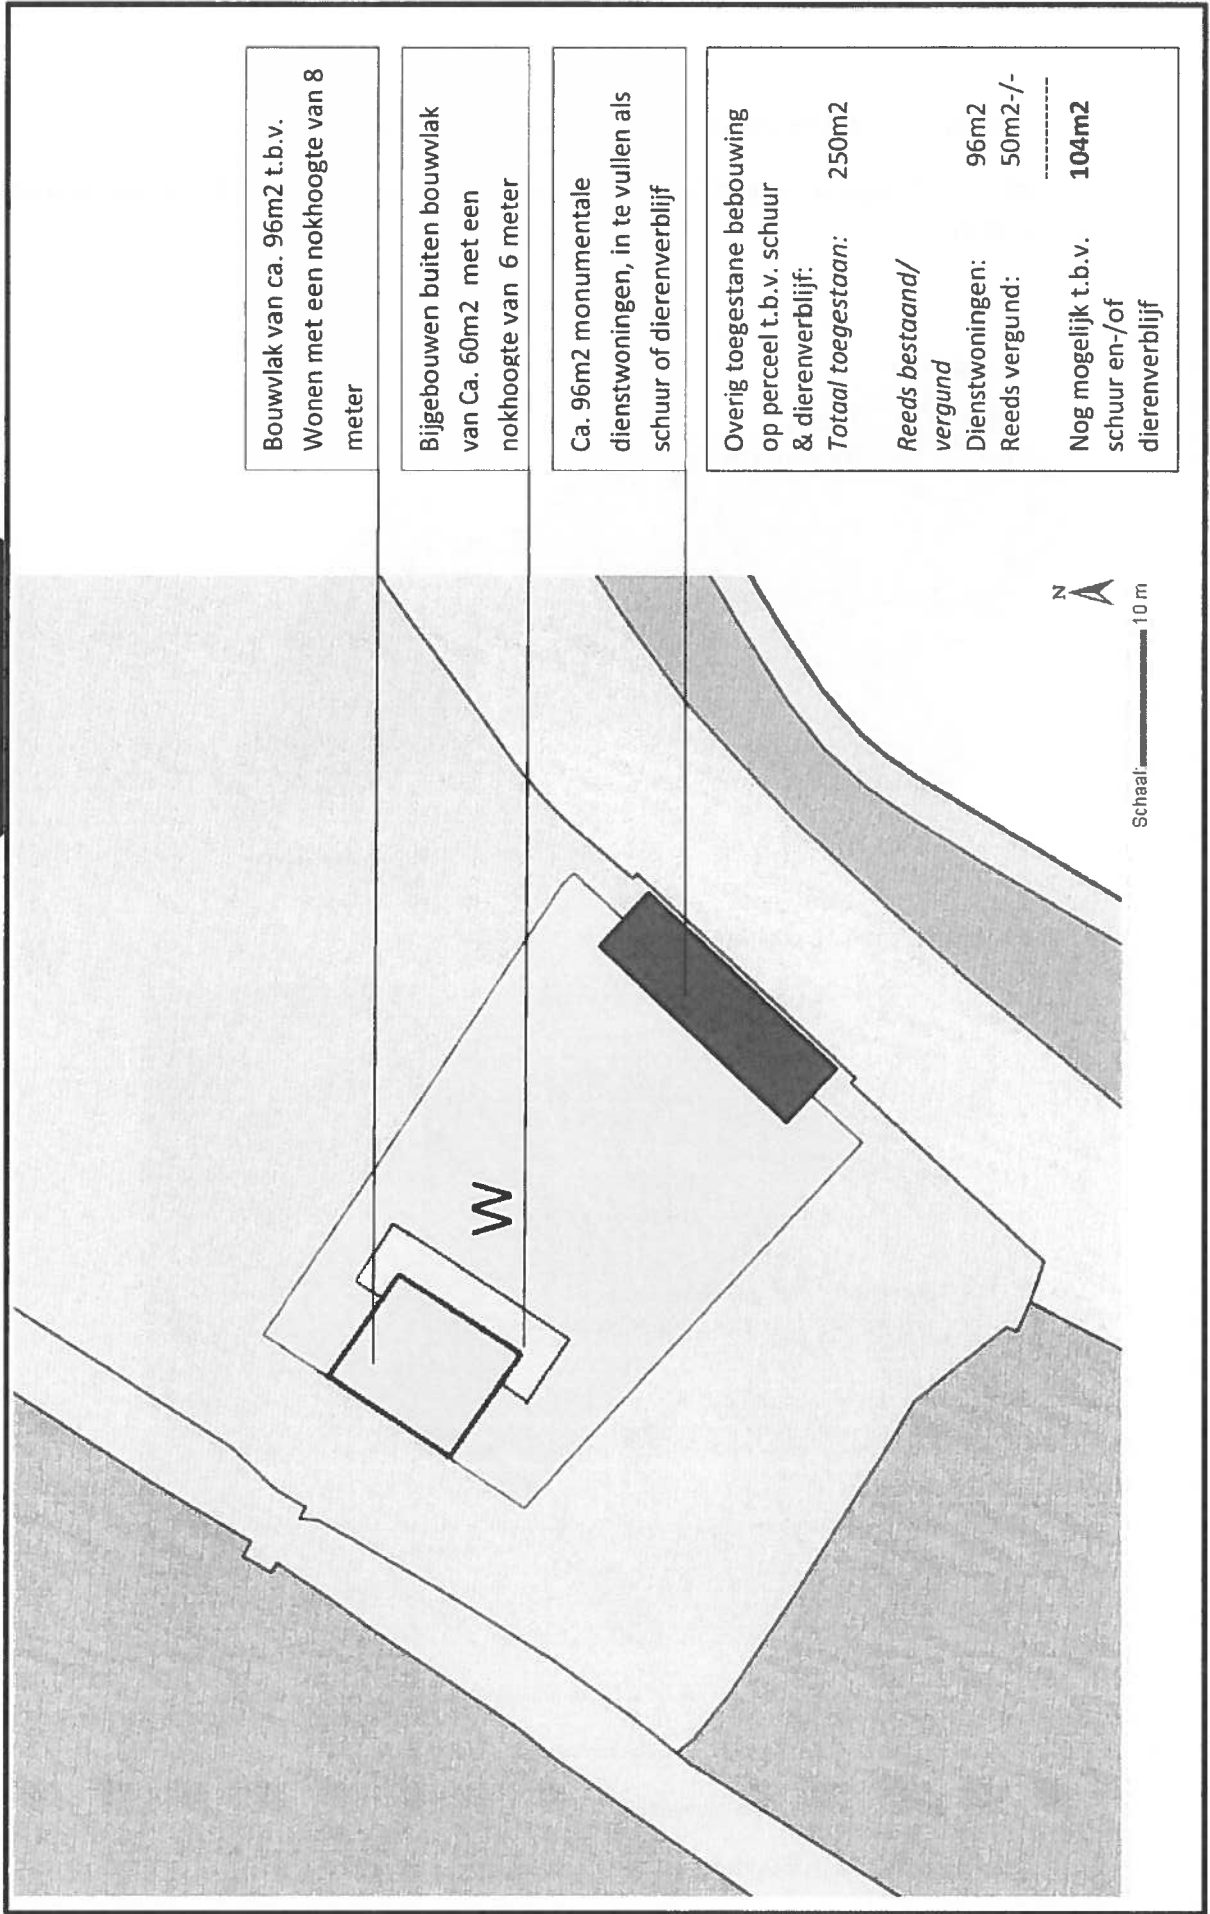 Bouwvlak van ca. 96m2 t.b.v.
Wonen met een nokhoogte van 8
meter
Bijgebouwen buiten bouwvlak
van Ca. 60m2 met een
nokhoogte van 6 meter
Ca. 96m2 monumentale
dienstwoningen, in te vullen als
schuur of dierenverblijf
Overig toegestane bebouwing
op perceel t.b.v. schuur
& dierenverblijf:
Totaal toegestaan: 250m2
Reeds bestaand/
vergund
Dienstwoningen: 96m2
Reeds vergund: 50m2-/-
------------
Nog mogelijk t.b.v. 104m2
schuur en-/of
dierenverblijf
W
N
Schaal: 10 m